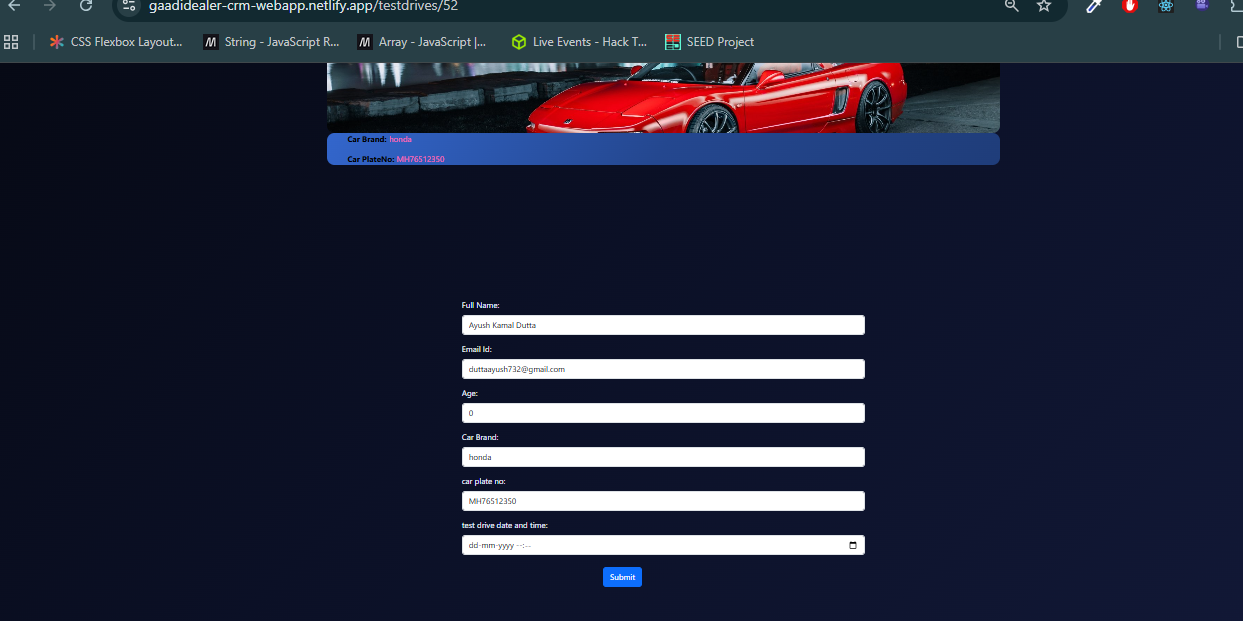 gaadidealer-crm-webapp.netlify.app/testdrives/52
CSS Flexbox Layout... String - JavaScript R... Array - JavaScript |... Live Events - Hack T... SEED Project
Car Brand: honda
Car PlateNo: MH76512350
Full Name:
Ayush Kamal Dutta
Email Id:
duttaayush732@gmail.com
Age:
0
Car Brand:
honda
car plate no:
MH76512350
test drive date and time:
dd-mm-yyyy --:--
Submit